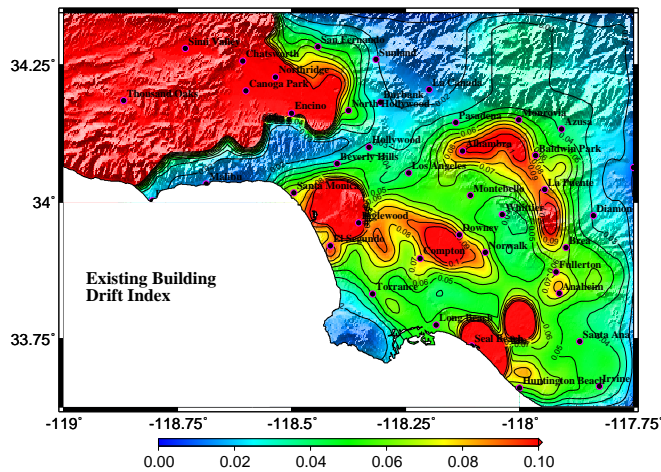 Simi Valley
San Fernando
Chatsworth
Sunland
34.25°
Northridge
Canoga Park
La Canada
Thousand Oaks
Burbank
North Hollywood
Encino
Pasadena
Monrovia
Azusa
Hollywood
Alhambra
Baldwin Park
Beverly Hills
Los Angeles
Malibu
La Puente
Santa Monica
Montebello
34°
Whittier
Diamon
Inglewood
Downey
El Segundo
Compton
Norwalk
Brea
Fullerton
Existing Building
Drift Index
Torrance
Anaheim
Long Beach
33.75°
Seal Beach
Santa Ana
Huntington Beach
Irvine
-119°
-118.75°
-118.5°
-118.25°
-118°
-117.75°
0.00
0.02
0.04
0.06
0.08
0.10